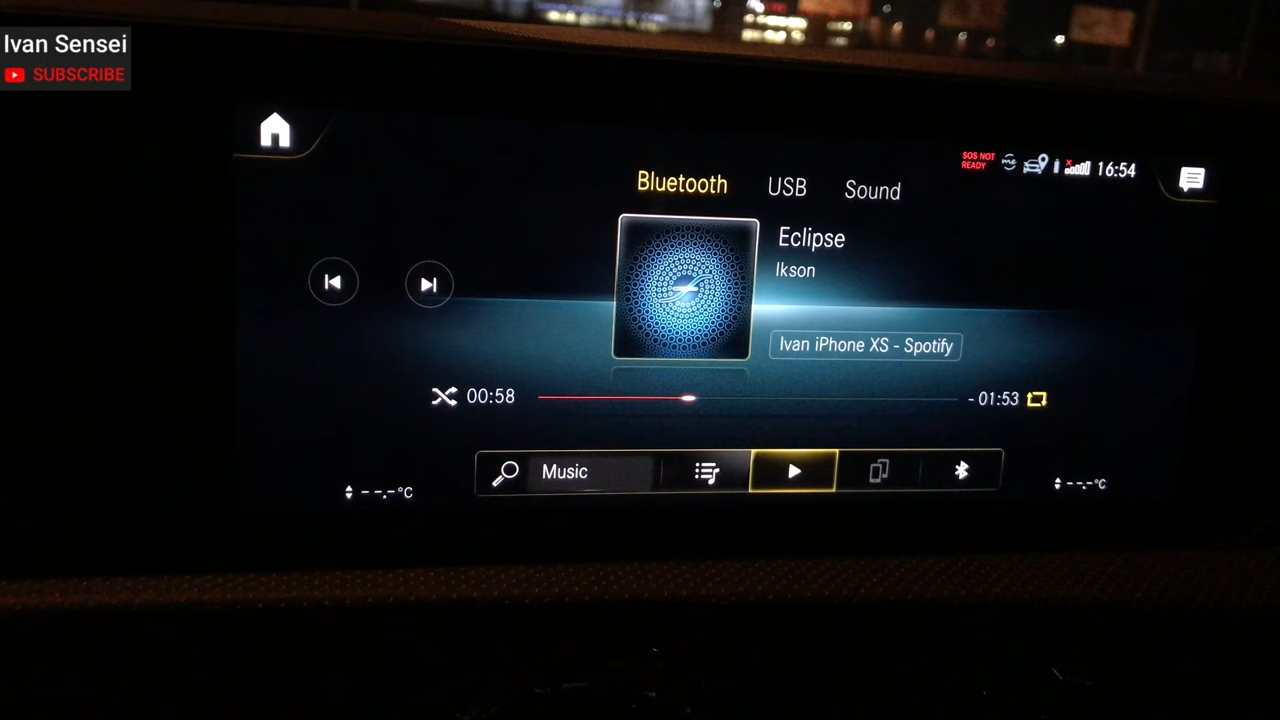 Ivan Sensei
SUBSCRIBE
SOS NOT
READY
me
16:54
Bluetooth
USB
Sound
Eclipse
Ikson
Ivan iPhone XS - Spotify
00:58
- 01:53
Music
--.-°C
--.-°C